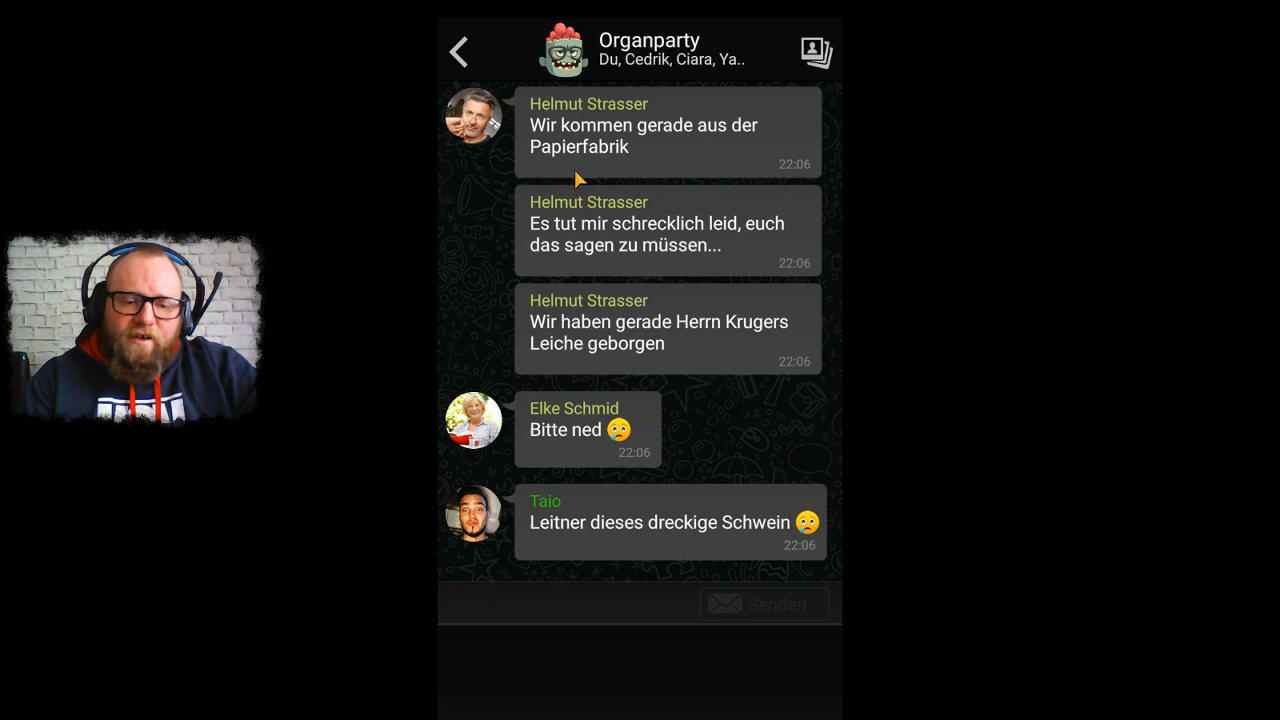 Organparty
Du, Cedrik, Ciara, Ya..
Helmut Strasser
Wir kommen gerade aus der
Papierfabrik
22:06
Helmut Strasser
Es tut mir schrecklich leid, euch
das sagen zu müssen...
22:06
Helmut Strasser
Wir haben gerade Herrn Krugers
Leiche geborgen
22:06
Elke Schmid
Bitte ned 😢
22:06
Taio
Leitner dieses dreckige Schwein 😢
22:06
Senden